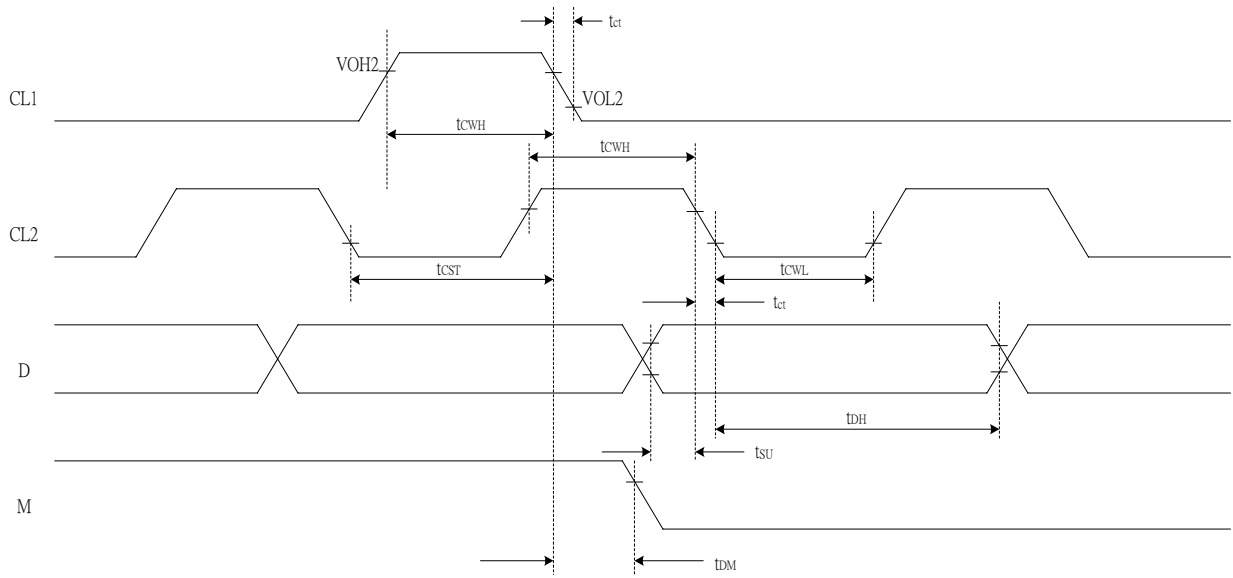 tct
VOH2
CL1
VOL2
tCWH
tCWH
CL2
tCST
tCWL
tct
D
tDH
tSU
M
tDM